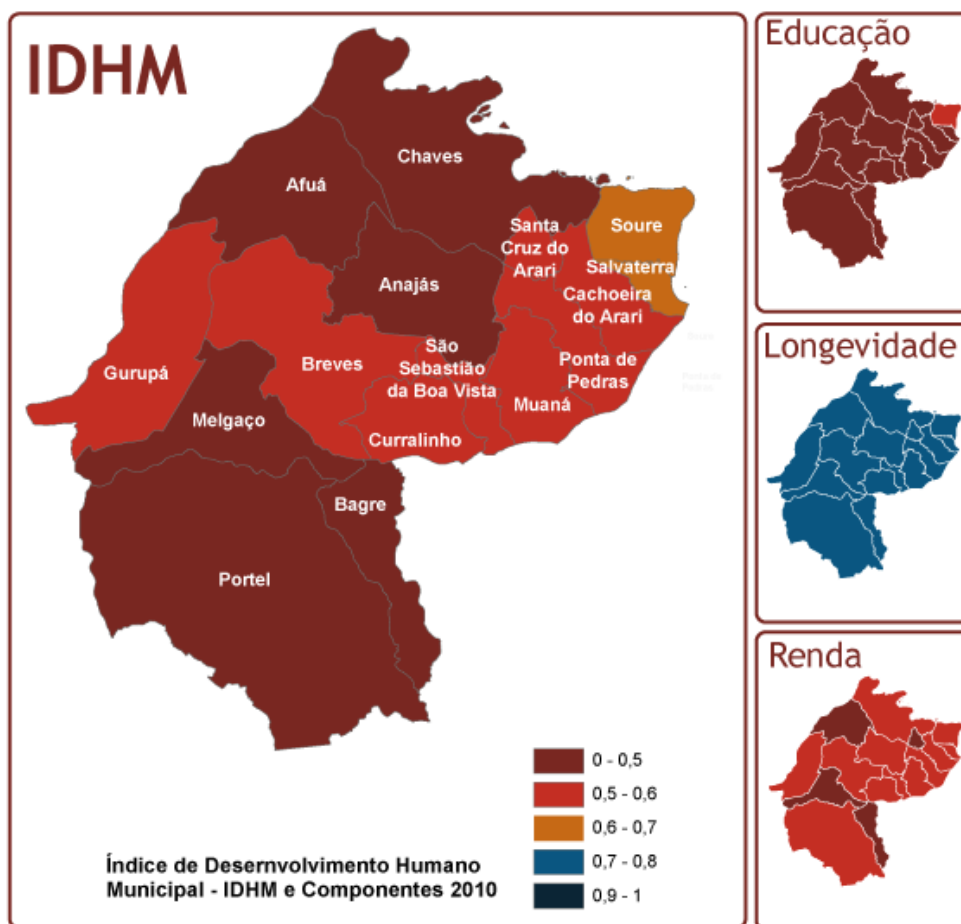 IDHM
Chaves
Afuá
Santa
Cruz do
Arari
Soure
Salvaterra
Anajás
Cachoeira
do Arari
São
Sebastião
da Boa Vista
Breves
Gurupá
Ponta de
Pedras
Muaná
Melgaço
Curralinho
Bagre
Portel
0 - 0,5
0,5 - 0,6
0,6 - 0,7
0,7 - 0,8
0,9 - 1
Índice de Desernvolvimento Humano
Municipal - IDHM e Componentes 2010
Educação
Longevidade
Renda